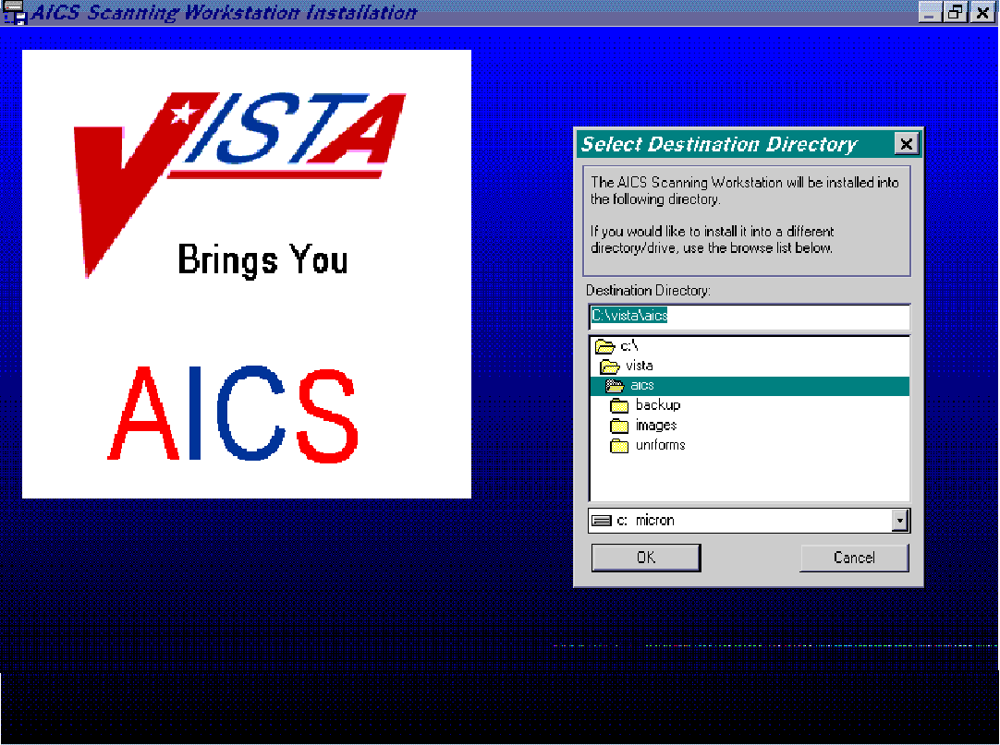 AICS Scanning Workstation Installation
VISTA
Brings You
AICS
Select Destination Directory
The AICS Scanning Workstation will be installed into
the following directory.
If you would like to install it into a different
directory/drive, use the browse list below.
Destination Directory:
C:\vista\aics
c:\
vista
aics
backup
images
uniforms
c: micron
OK
Cancel